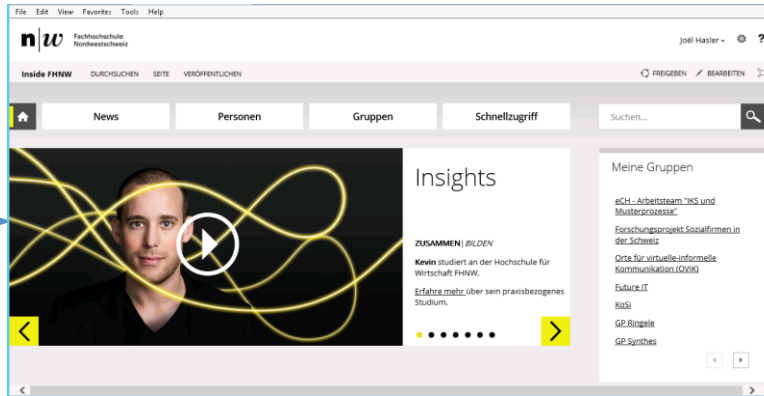 File Edit View Favorites Tools Help
n|w Fachhochschule
Nordwestschweiz
Joël Hasler
?
Inside FHNW DURCHSUCHEN SEITE VERÖFFENTLICHEN
FREIGEBEN BEARBEITEN
News Personen Gruppen Schnellzugriff Suchen...
Insights
ZUSAMMEN|BILDEN
Kevin studiert an der Hochschule für
Wirtschaft FHNW.
Erfahre mehr über sein praxisbezogenes
Studium.
Meine Gruppen
eCH - Arbeitsteam "IKS und
Musterprozesse"
Forschungsprojekt Sozialfirmen in
der Schweiz
Orte für virtuelle-informelle
Kommunikation (OVIK)
Future IT
KoSi
GP Ringele
GP Synthes